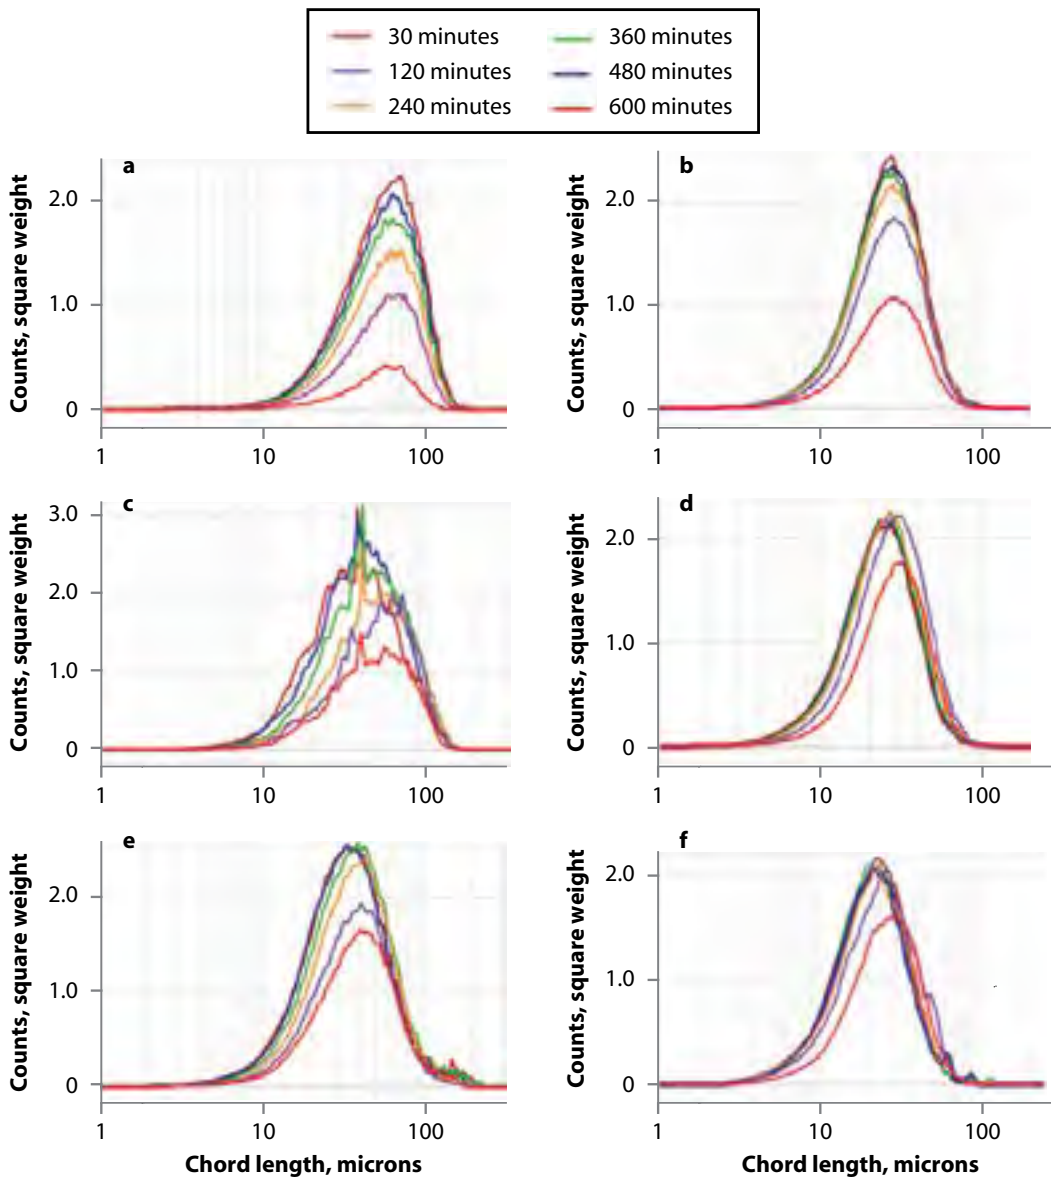 30 minutes 360 minutes
120 minutes 480 minutes
240 minutes 600 minutes
a
Counts, square weight
2.0
1.0
0
1 10 100
b
Counts, square weight
2.0
1.0
0
1 10 100
c
Counts, square weight
3.0
2.0
1.0
0
1 10 100
d
Counts, square weight
2.0
1.0
0
1 10 100
e
Counts, square weight
2.0
1.0
0
1 10 100
Chord length, microns
f
Counts, square weight
2.0
1.0
0
1 10 100
Chord length, microns